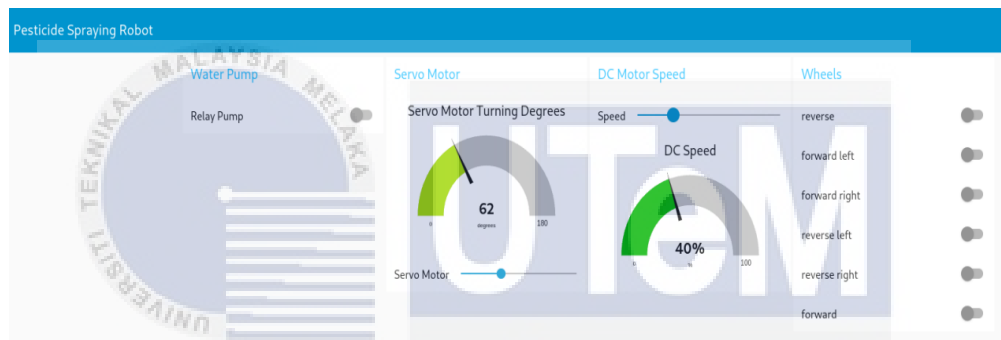 Pesticide Spraying Robot
Water Pump
Relay Pump
Servo Motor
Servo Motor Turning Degrees
62
degrees
0
180
Servo Motor
DC Motor Speed
Speed
DC Speed
40%
%
0
100
Wheels
reverse
forward left
forward right
reverse left
reverse right
forward
UNIVERSITI TEKNIKAL MALAYSIA MELAKA
UTeM